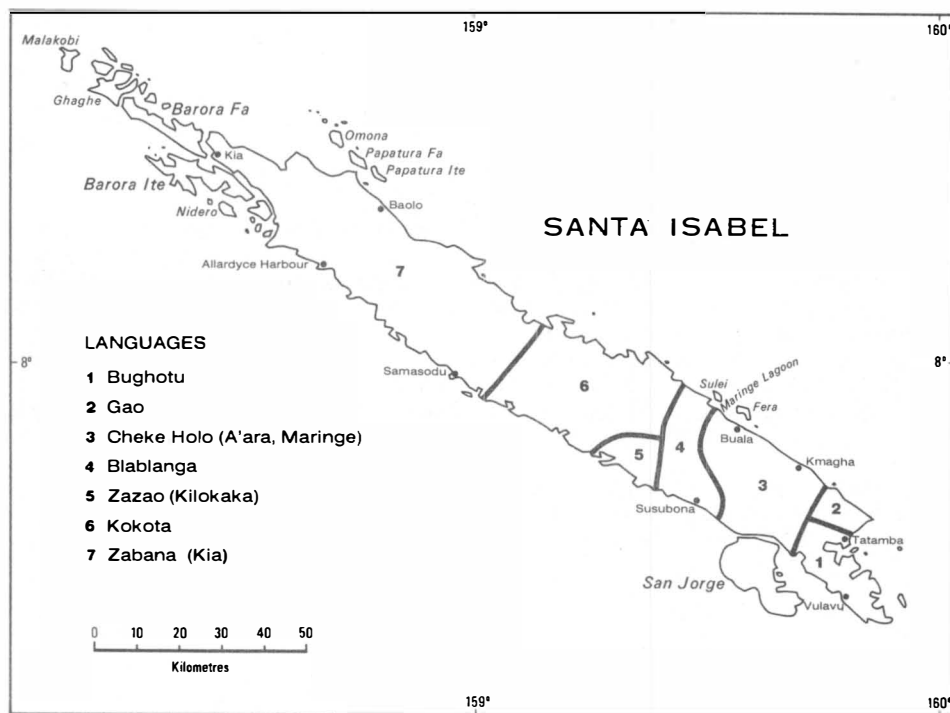 159°
160°
Malakobi
Ghaghe
Barora Fa
Omona
Kia
Papatura Fa
Papatura Ite
Barora Ite
Nidero
Baolo
SANTA ISABEL
Allardyce Harbour
7
LANGUAGES
1 Bughotu
2 Gao
3 Cheke Holo (A'ara, Maringe)
4 Blablanga
5 Zazao (Kilokaka)
6 Kokota
7 Zabana (Kia)
8°
8°
Samasodu
6
Sulei
Maringe Lagoon
Fera
Buala
4
5
3
Kmagha
Susubona
2
Tatamba
1
San Jorge
Vulavu
0 10 20 30 40 50
Kilometres
159°
160°